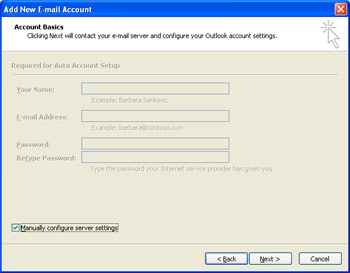 Add New E-mail Account
Account Basics
Clicking Next will contact your e-mail server and configure your Outlook account settings.
Required for Auto Account Setup
Your Name:
Example: Barbara Sankovic
E-mail Address:
Example: barbara@contoso.com
Password:
Retype Password:
Type the password your Internet service provider has given you.
Manually configure server settings
< Back Next > Cancel